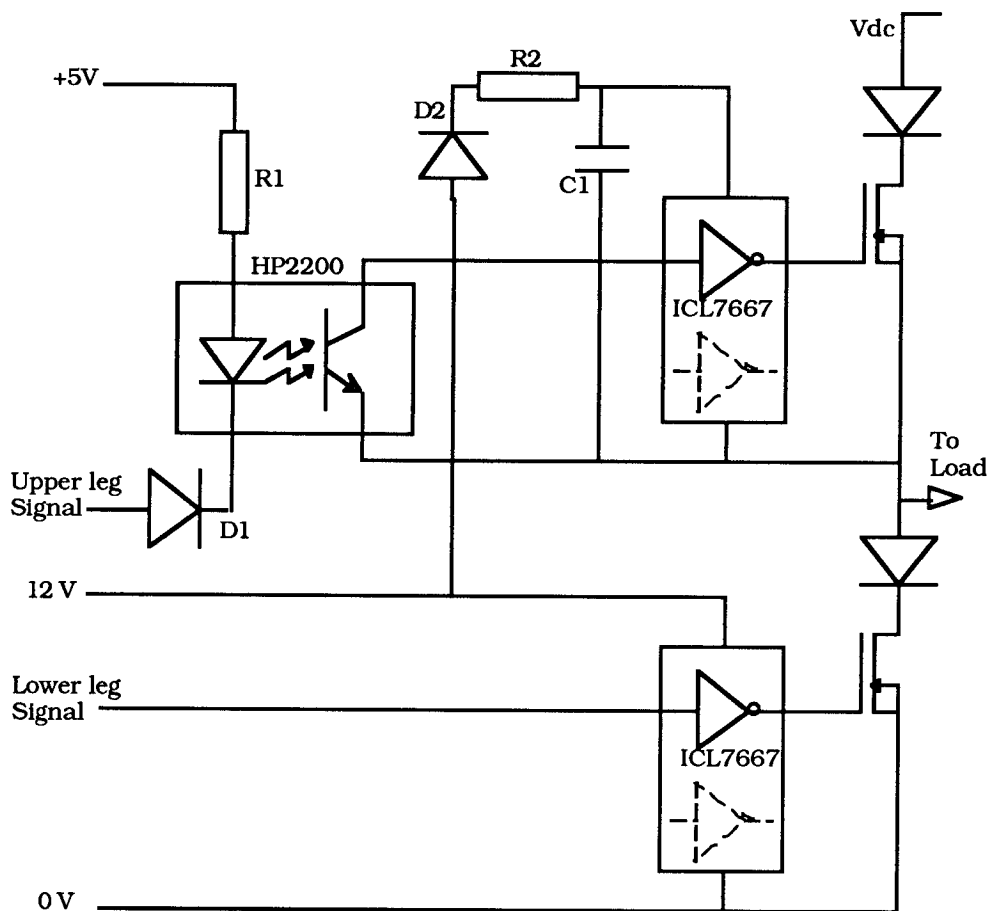 Vdc
+5V
R2
D2
R1
C1
HP2200
ICL7667
To
Load
Upper leg
Signal
D1
12 V
Lower leg
Signal
ICL7667
0 V